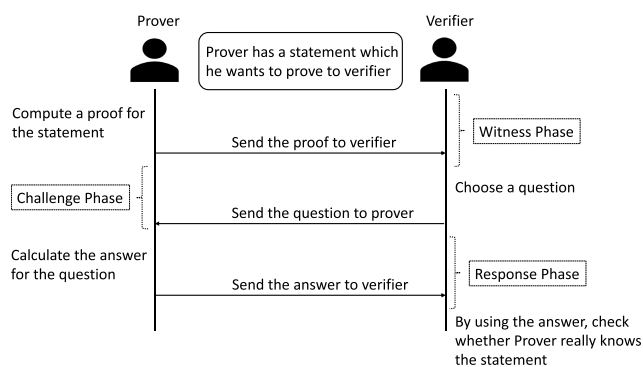 Prover
Verifier
Prover has a statement which
he wants to prove to verifier
Compute a proof for
the statement
Witness Phase
Send the proof to verifier
Choose a question
Challenge Phase
Send the question to prover
Calculate the answer
for the question
Response Phase
Send the answer to verifier
By using the answer, check
whether Prover really knows
the statement